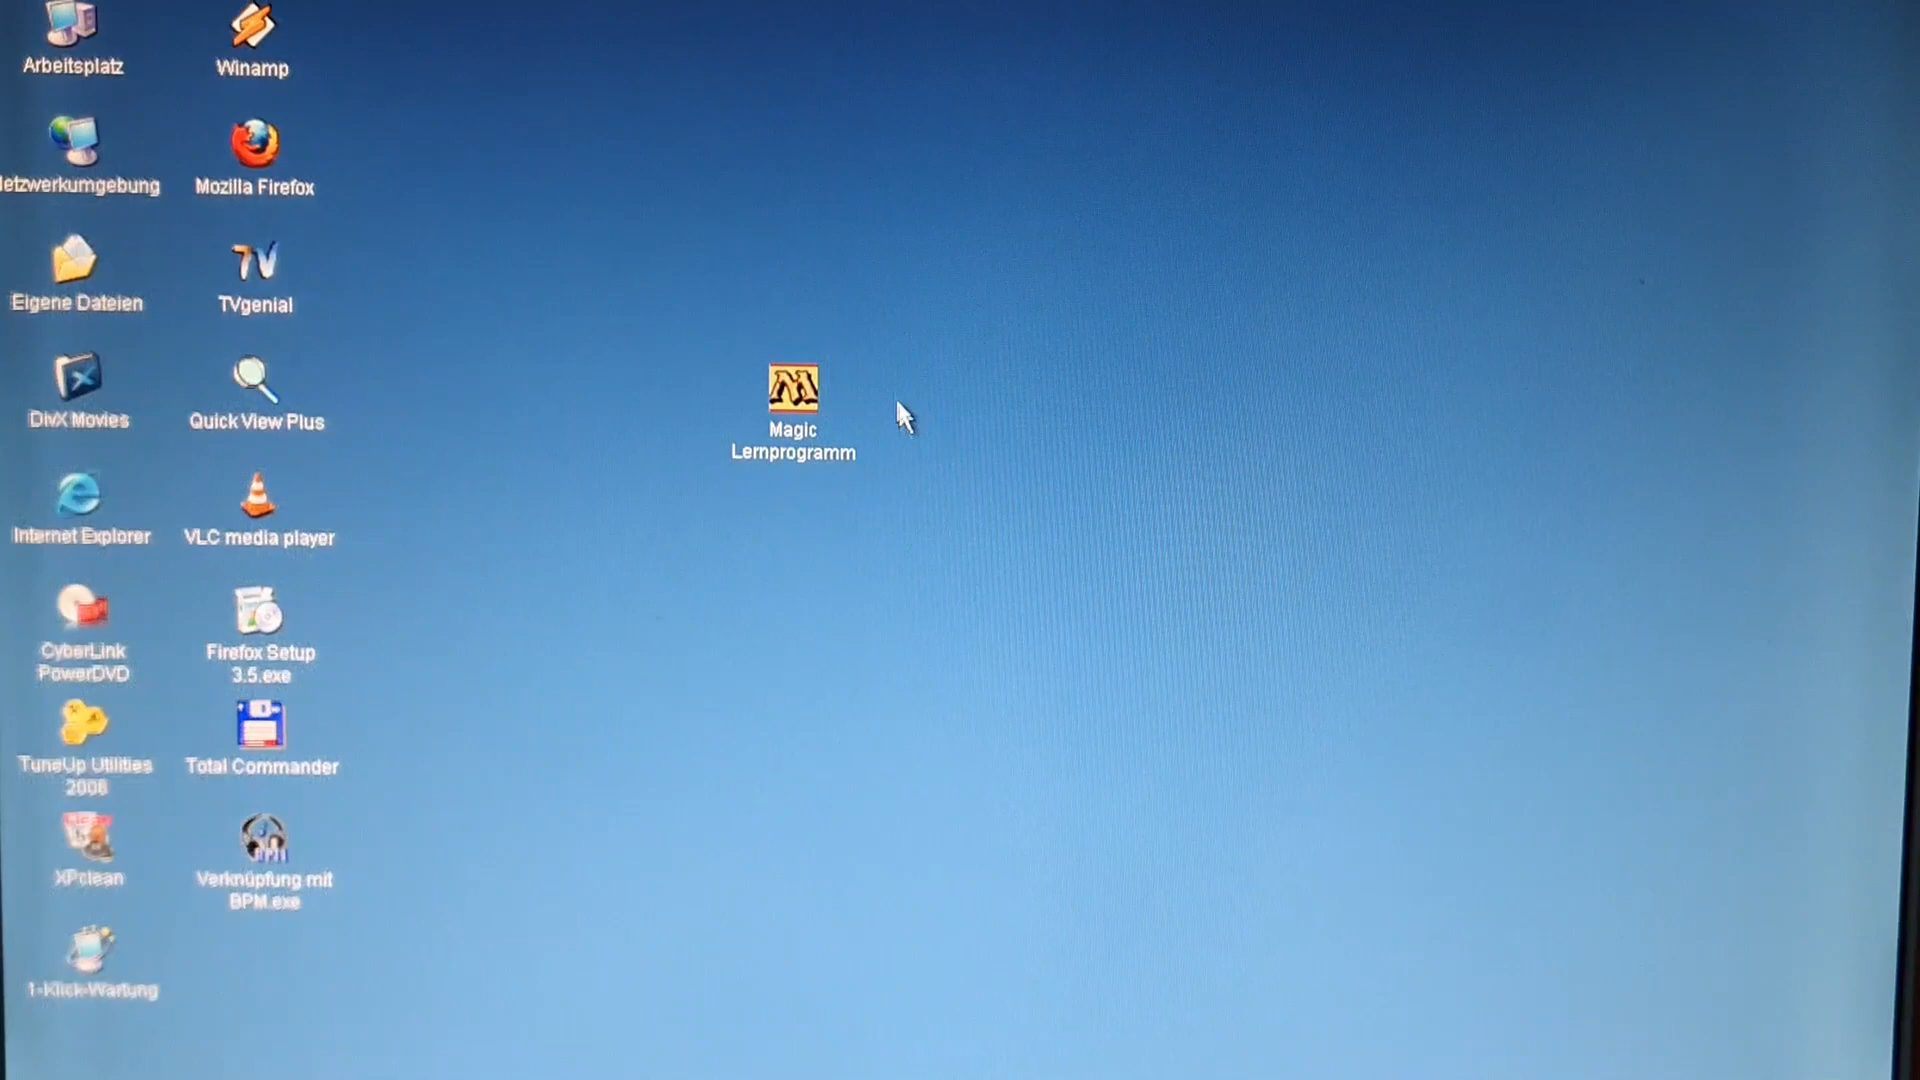 Arbeitsplatz
Winamp
Netzwerkumgebung
Mozilla Firefox
Eigene Dateien
TV
TVgenial
DivX Movies
Quick View Plus
Internet Explorer
VLC media player
CyberLink
PowerDVD
Firefox Setup
3.5.exe
TuneUp Utilities
2006
Total Commander
XPclean
Verknüpfung mit
BPM.exe
1-Klick-Wartung
M
Magic
Lernprogramm